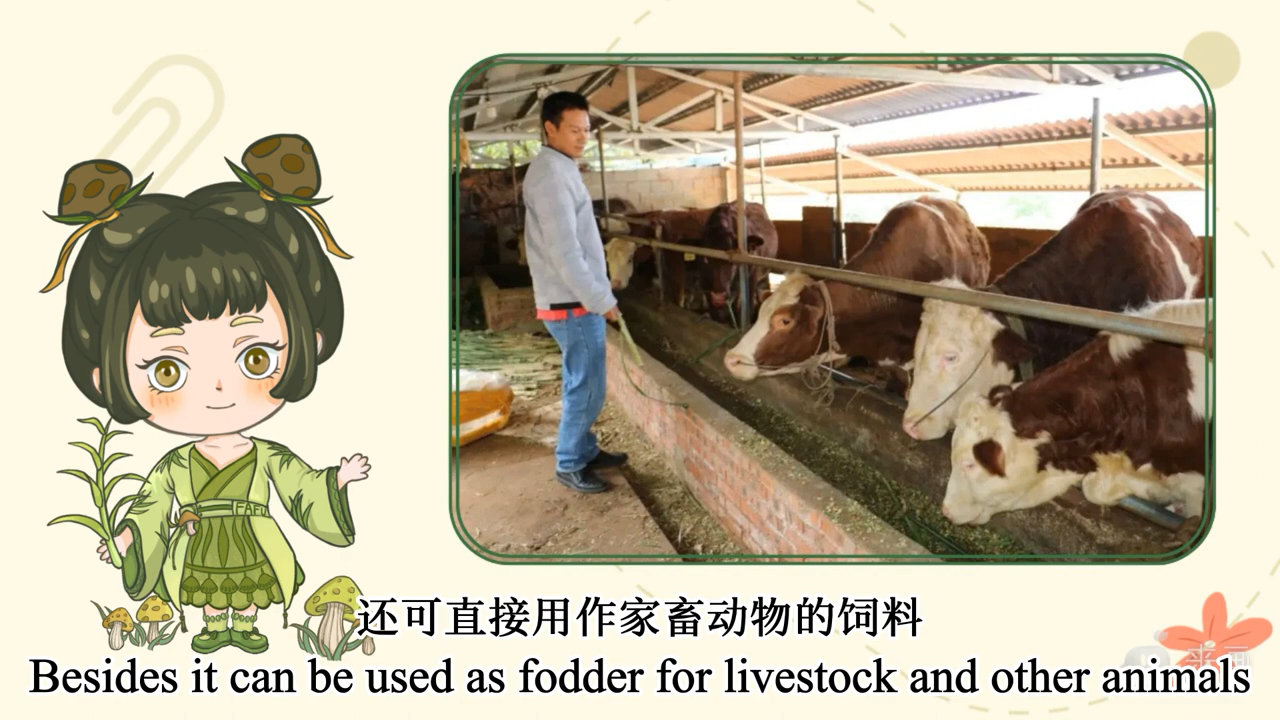 还可直接用作家畜动物的饲料
Besides it can be used as fodder for livestock and other animals